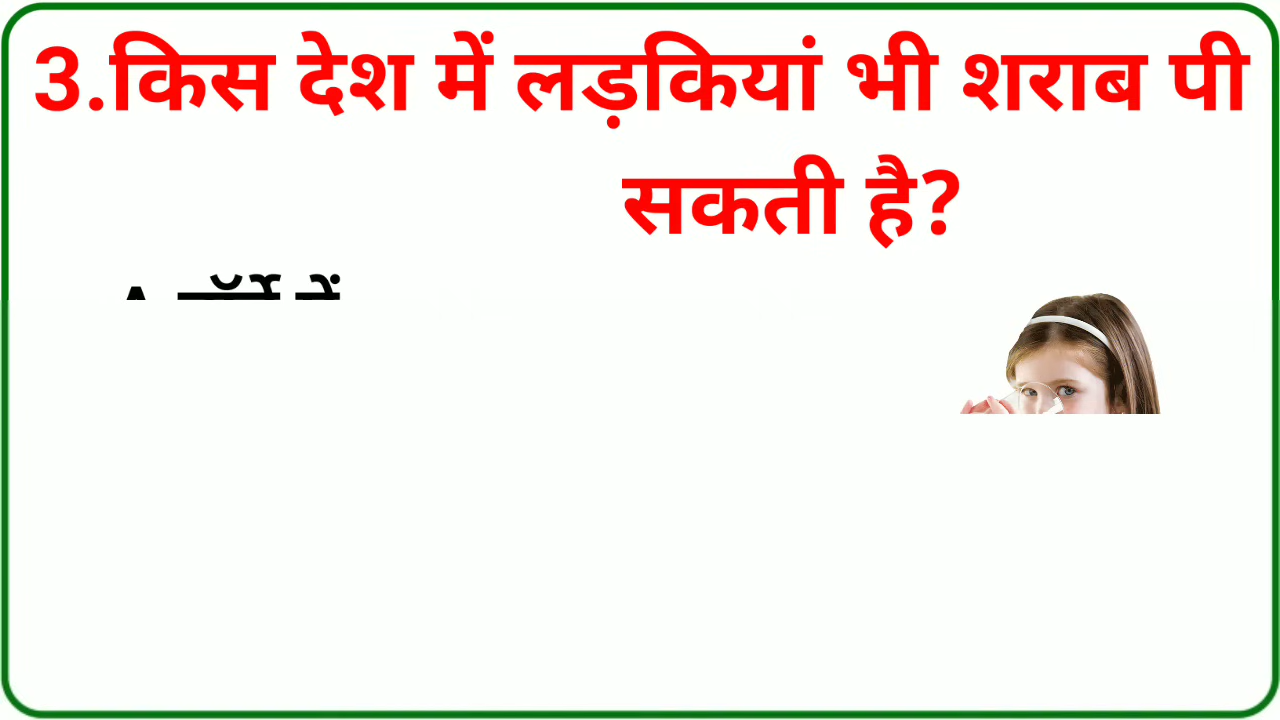 3.किस देश में लड़कियां भी शराब पी
सकती है?